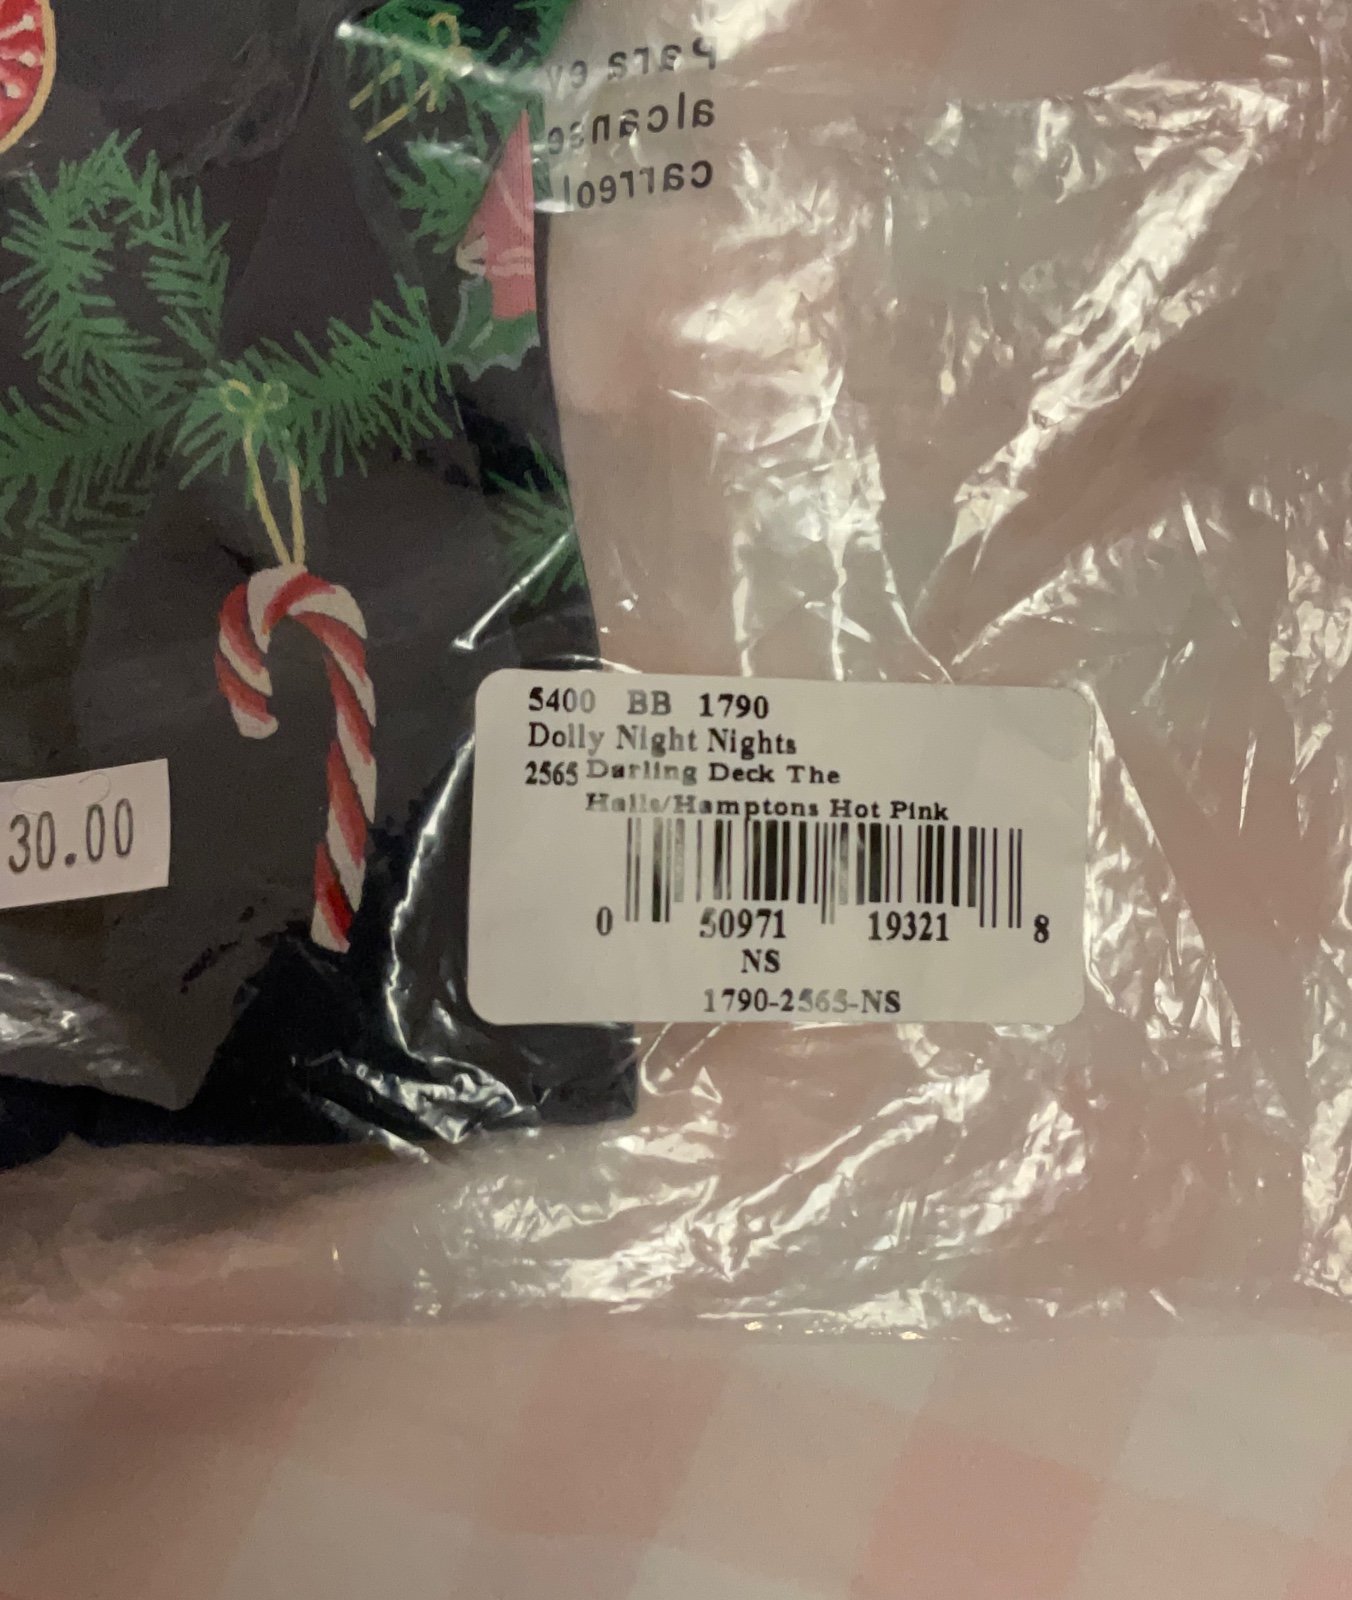 para ev
alcance
carreol
30.00
5400 BB 1790
Dolly Night Nights
2565 Darling Deck The
Halls/Hamptons Hot Pink
0 50971 19321 8
NS
1790-2565-NS